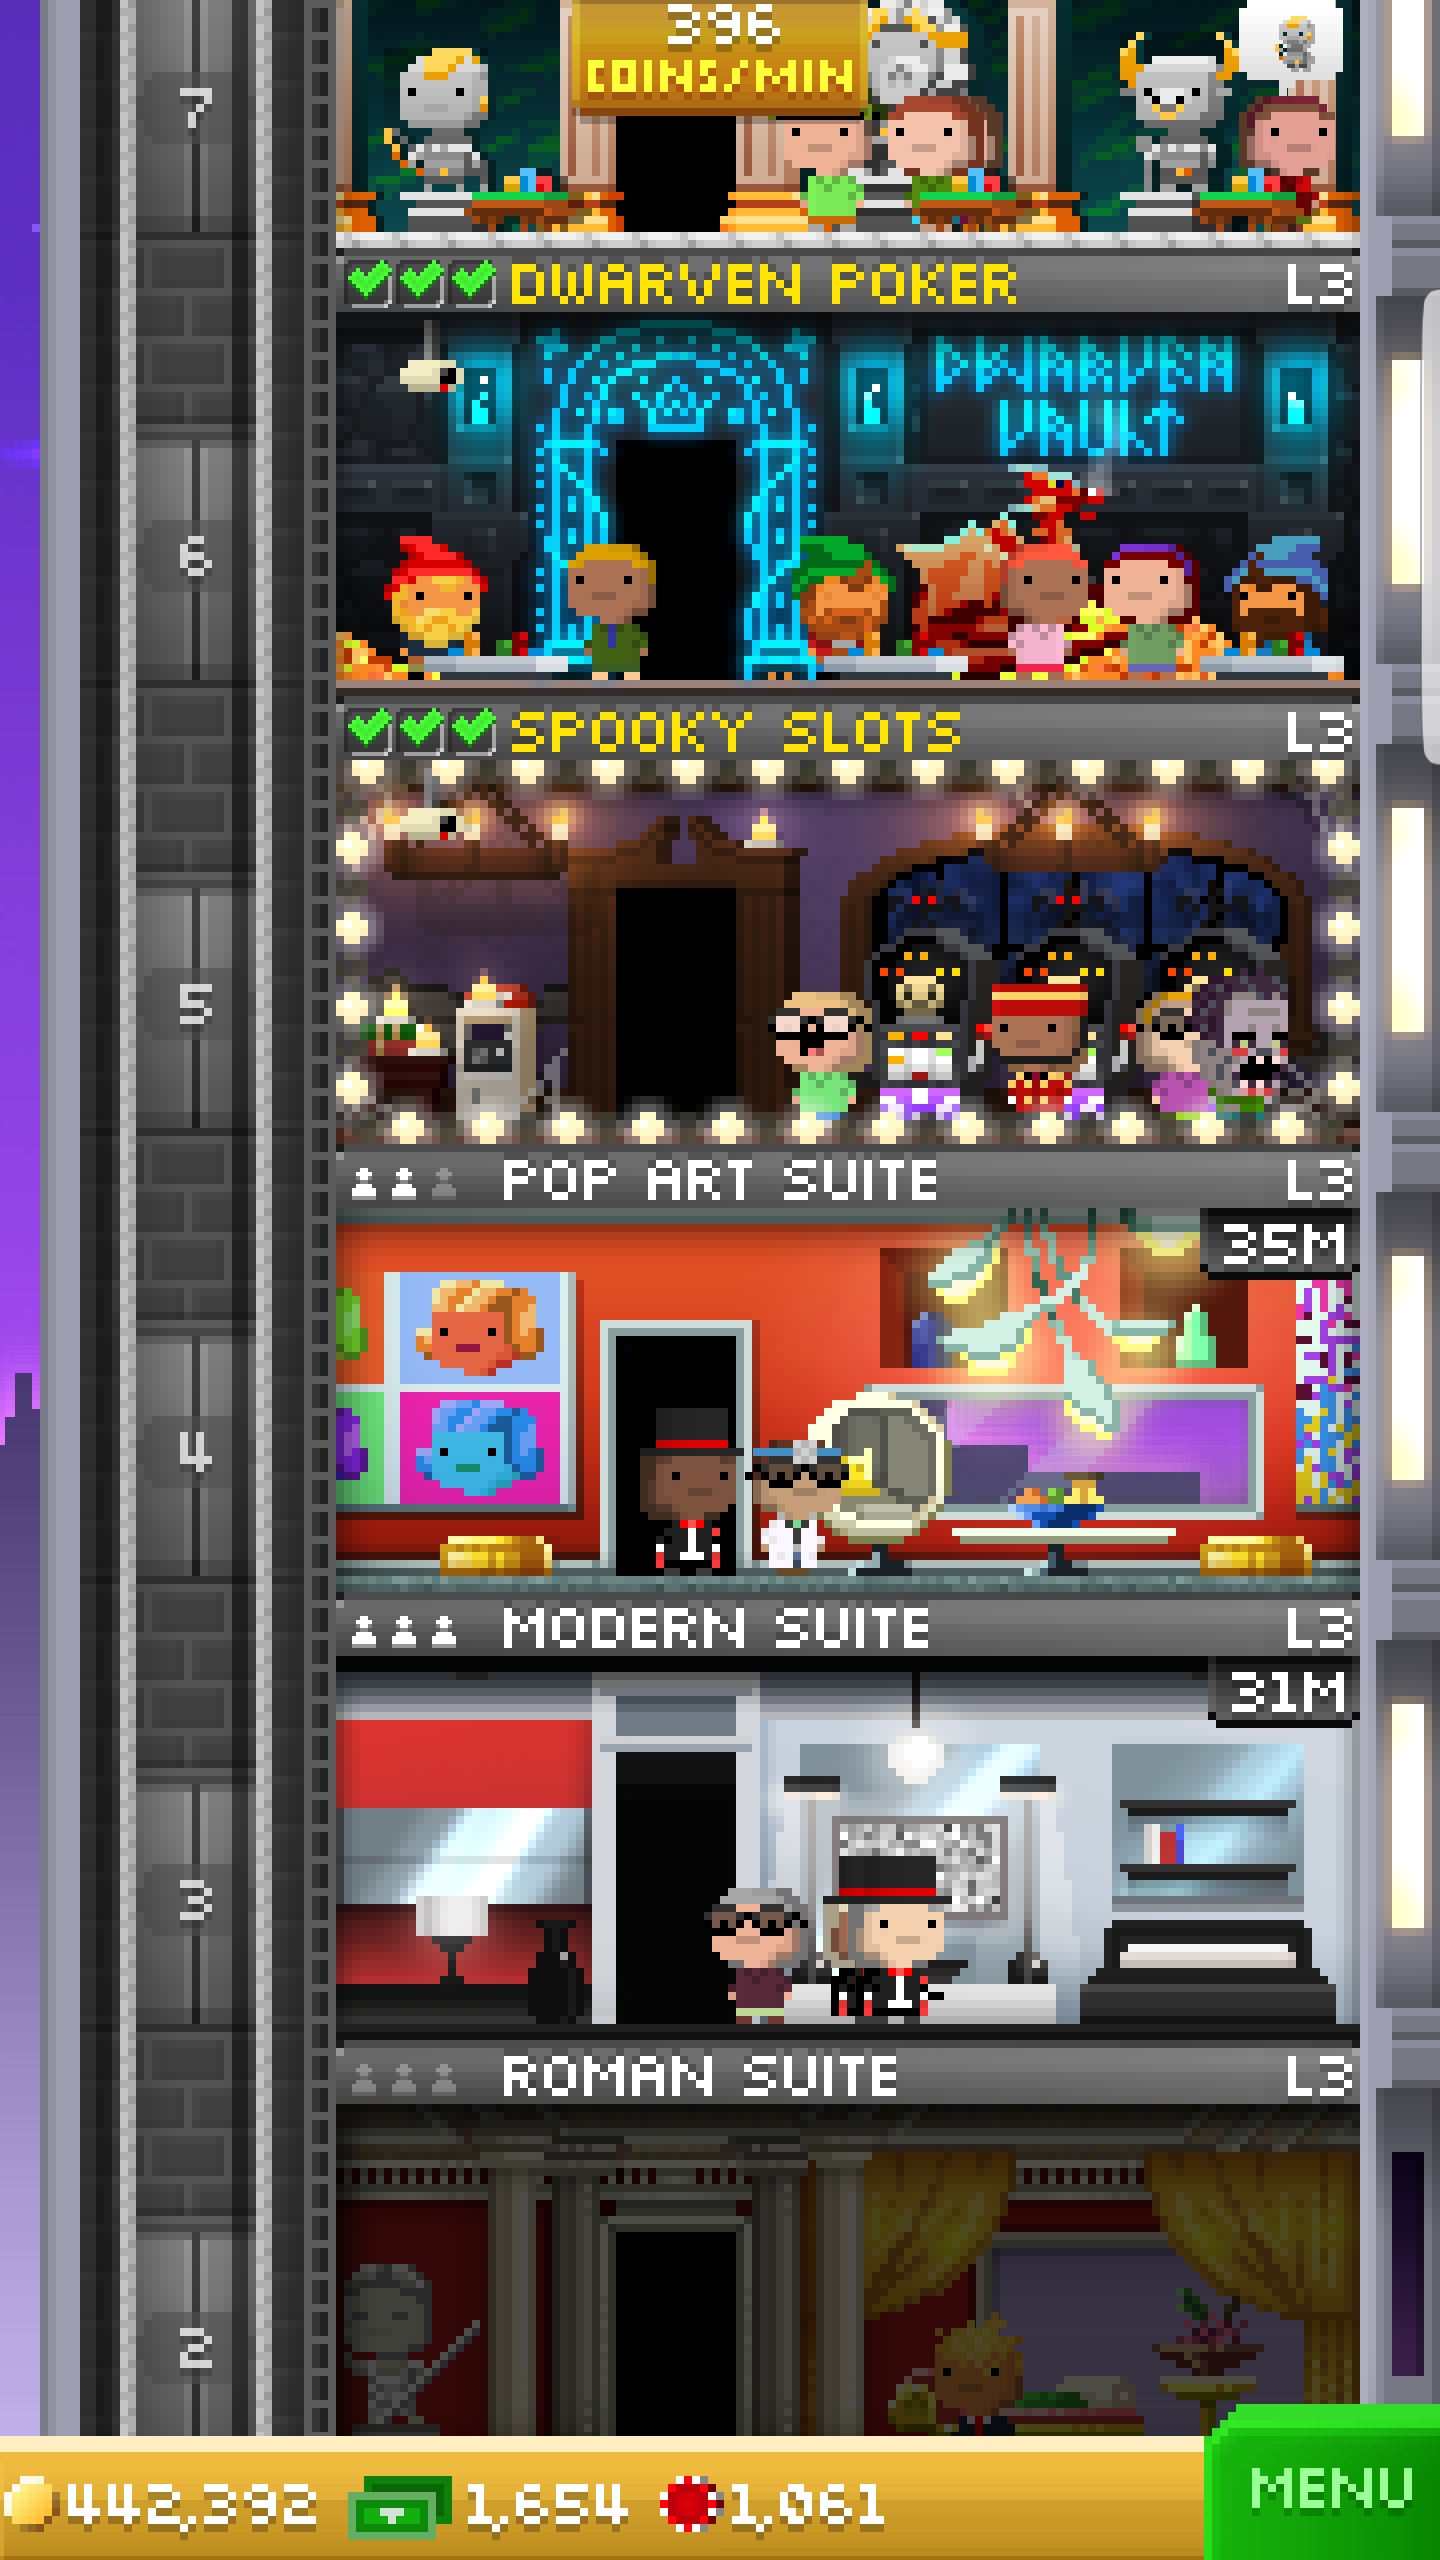 396
COINS/MIN
7
DWARVEN POKER L3
DWARVEN
VAULT
6
SPOOKY SLOTS L3
5
POP ART SUITE L3
35M
4
MODERN SUITE L3
31M
3
ROMAN SUITE L3
2
442,392 1,654 1,061 MENU